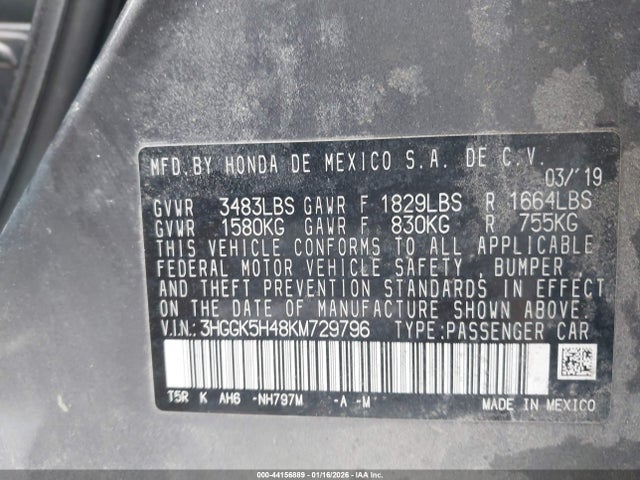 MFD. BY HONDA DE MEXICO S.A. DE C.V.
03/'19
GVWR 3483LBS GAWR F 1829LBS R 1664LBS
GVWR 1580KG GAWR F 830KG R 755KG
THIS VEHICLE CONFORMS TO ALL APPLICABLE
FEDERAL MOTOR VEHICLE SAFETY, BUMPER,
AND THEFT PREVENTION STANDARDS IN EFFECT
ON THE DATE OF MANUFACTURE SHOWN ABOVE.
V.I.N.: 3HGGK5H48KM729796 TYPE:PASSENGER CAR
T5R K AH6 -NH797M -A -M
MADE IN MEXICO
000-44156889 - 01/16/2026 - IAA Inc.